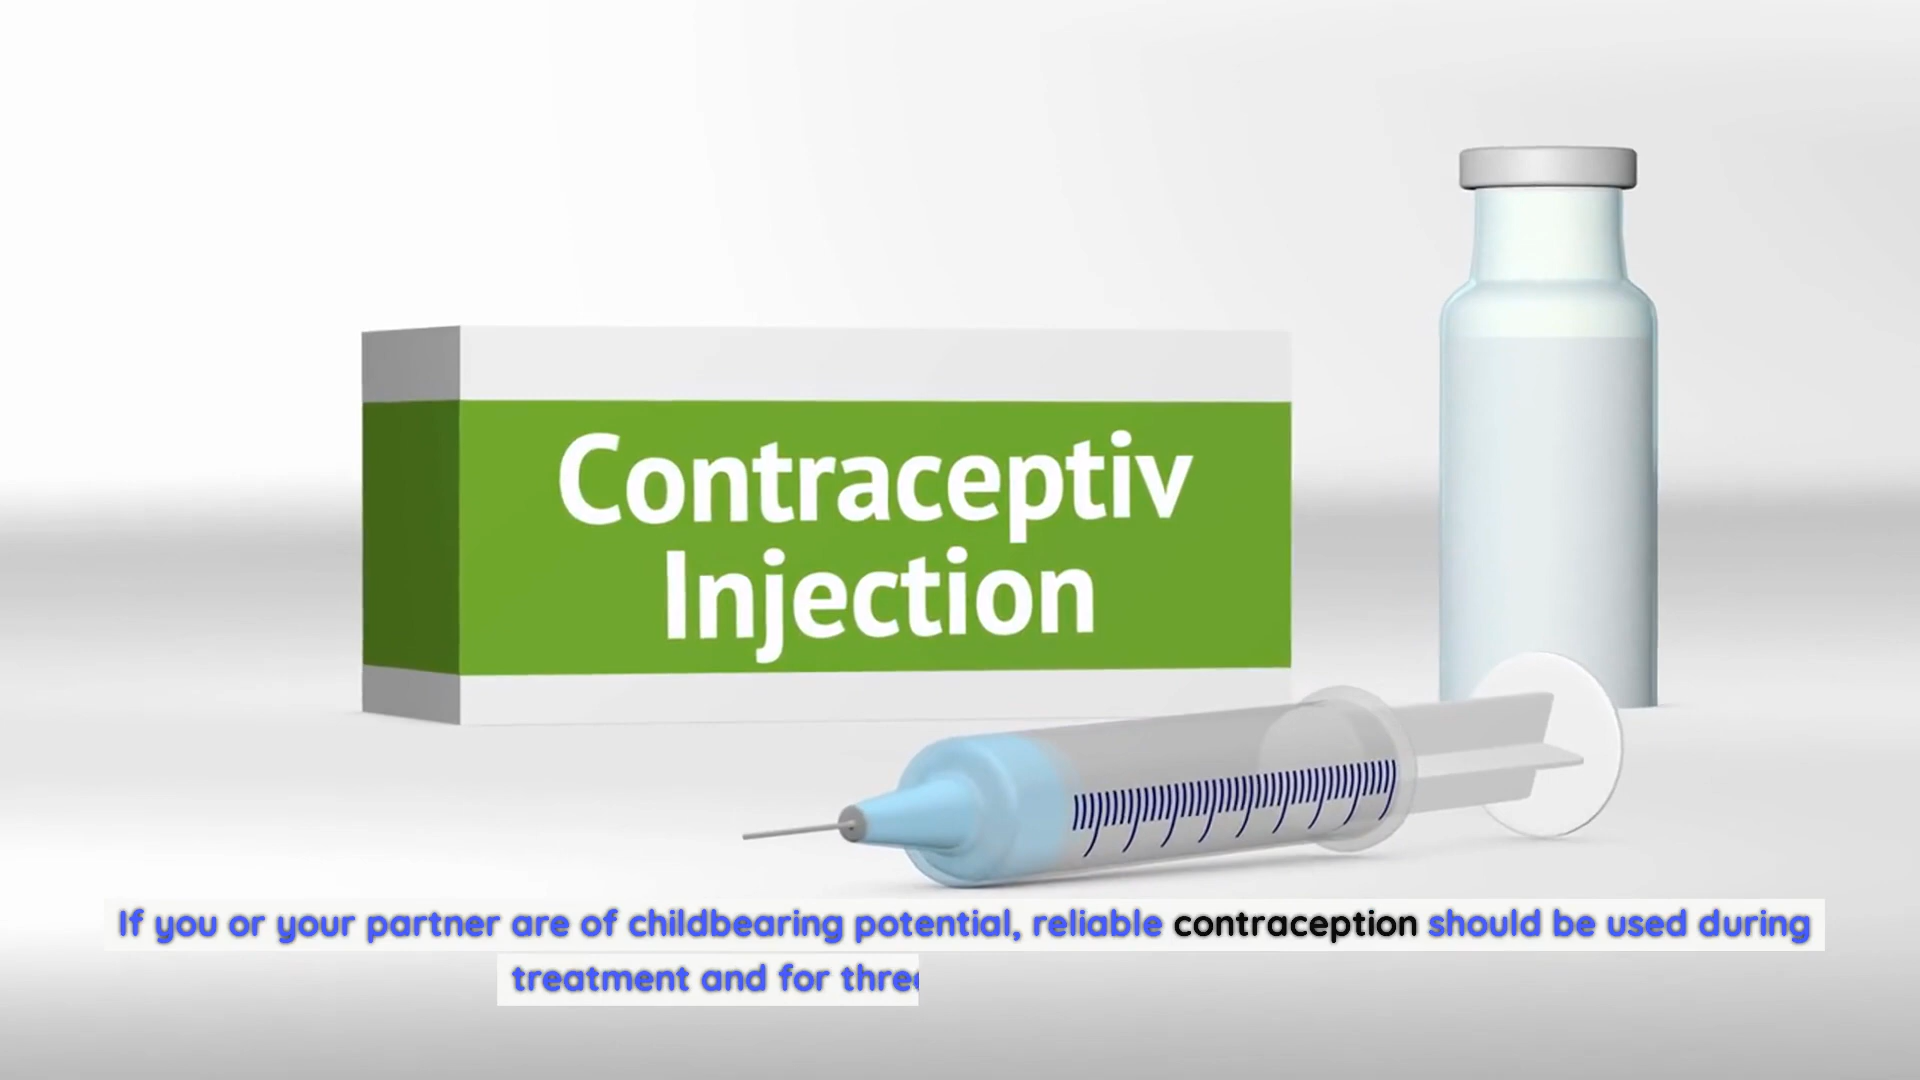 Contraceptiv
Injection
If you or your partner are of childbearing potential, reliable contraception should be used during
treatment and for three